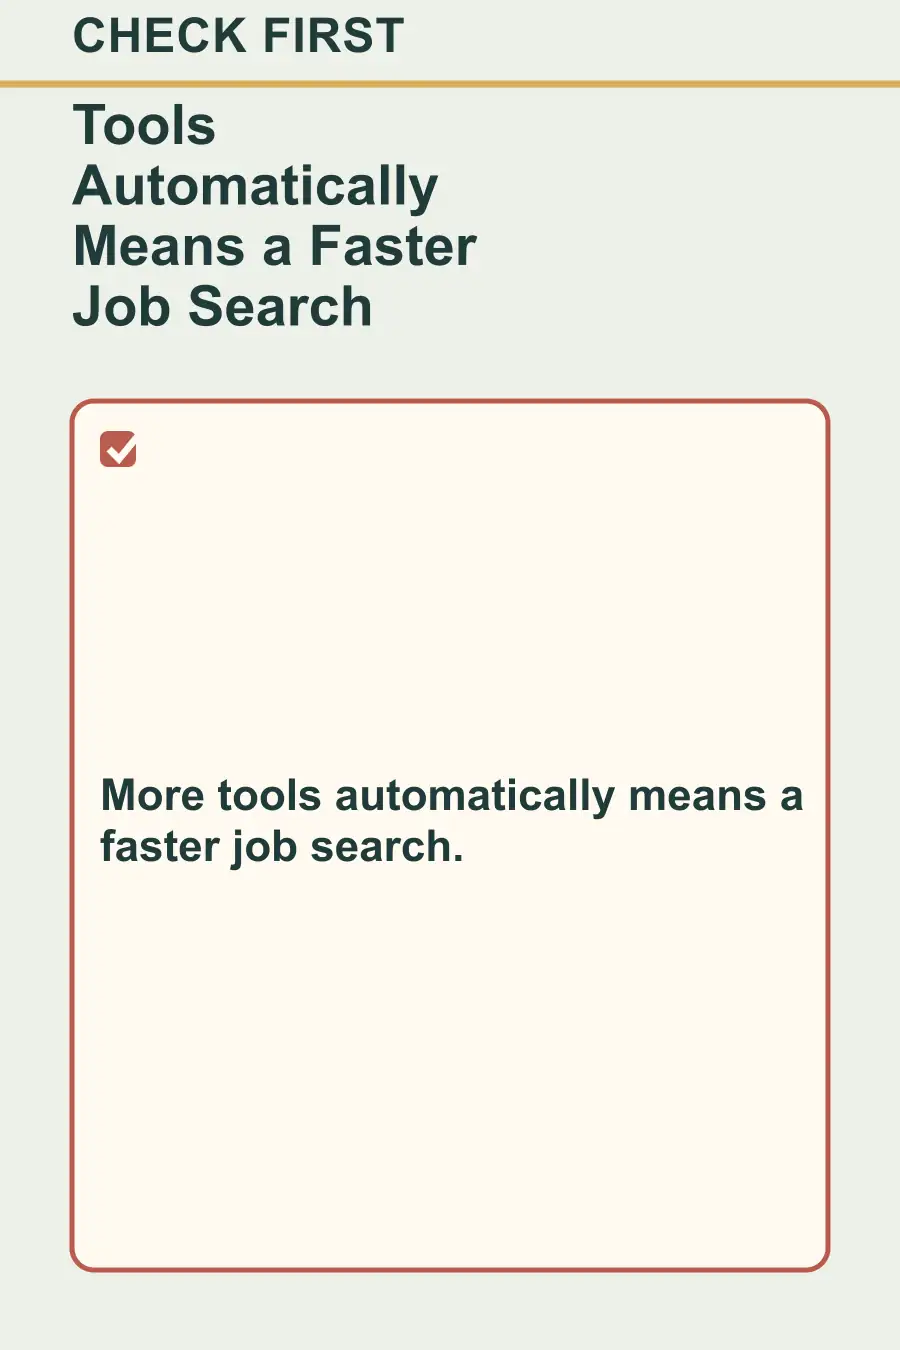 CHECK FIRST
Tools
Automatically
Means a Faster
Job Search
More tools automatically means a
faster job search.